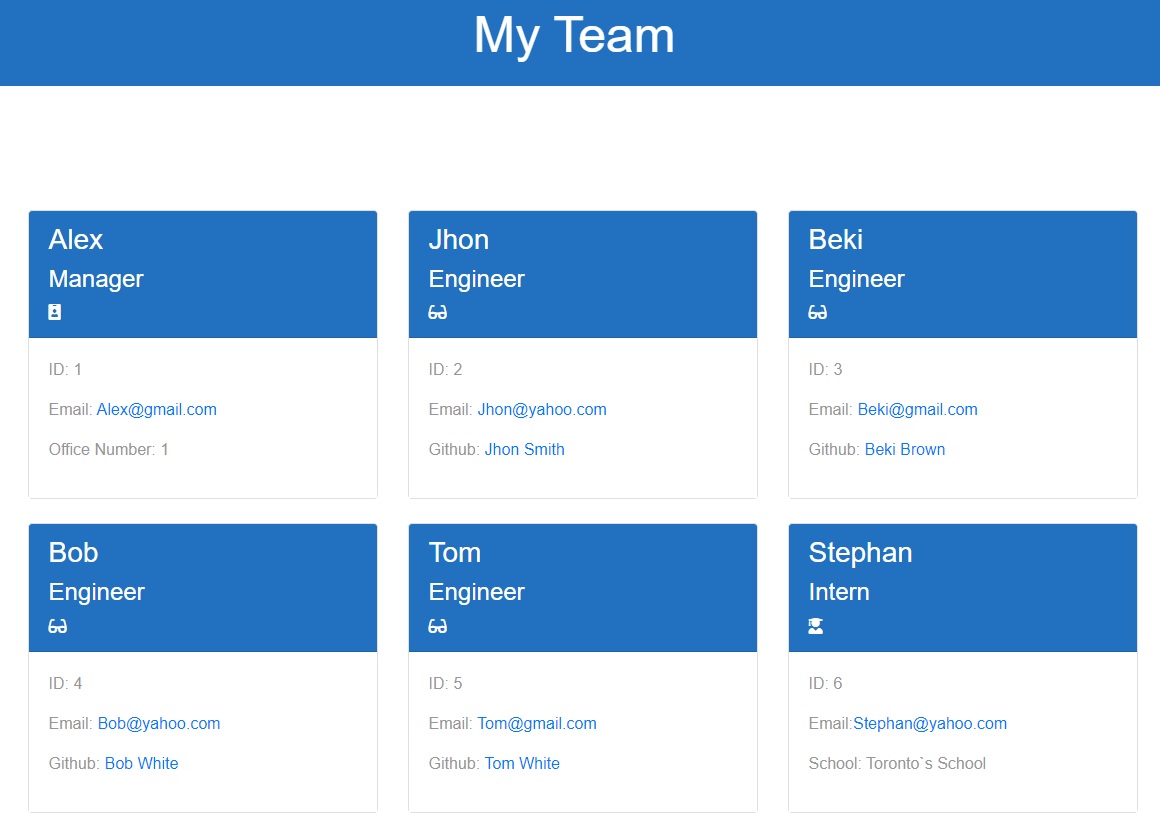 My Team
Alex
Manager
ID: 1
Email: Alex@gmail.com
Office Number: 1
Jhon
Engineer
ID: 2
Email: Jhon@yahoo.com
Github: Jhon Smith
Beki
Engineer
ID: 3
Email: Beki@gmail.com
Github: Beki Brown
Bob
Engineer
ID: 4
Email: Bob@yahoo.com
Github: Bob White
Tom
Engineer
ID: 5
Email: Tom@gmail.com
Github: Tom White
Stephan
Intern
ID: 6
Email:Stephan@yahoo.com
School: Toronto`s School